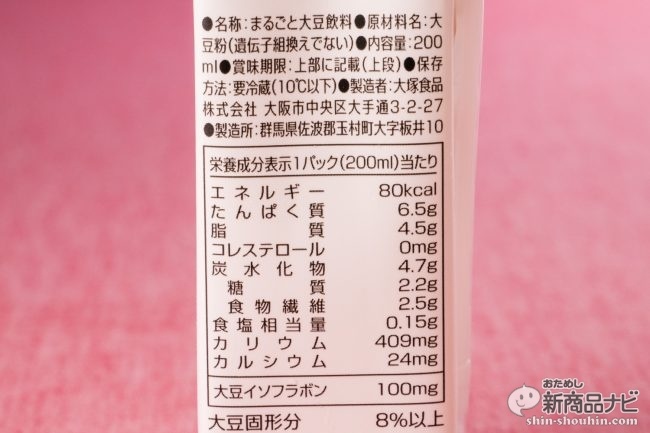 ●名称:まるごと大豆飲料●原材料名:大
豆粉(遺伝子組換えでない)●内容量:200
ml●賞味期限:上部に記載(上段)●保存
方法:要冷蔵(10℃以下)●製造者:大塚食品
株式会社 大阪市中央区大手通3-2-27
●製造所:群馬県佐波郡玉村町大字板井10
栄養成分表示1パック(200ml)当たり
エネルギー 80kcal
たんぱく質 6.5g
脂質 4.5g
コレステロール 0mg
炭水化物 4.7g
糖質 2.2g
食物繊維 2.5g
食塩相当量 0.15g
カリウム 409mg
カルシウム 24mg
大豆イソフラボン 100mg
大豆固形分 8%以上
おためし
新商品ナビ
shin-shouhin.com